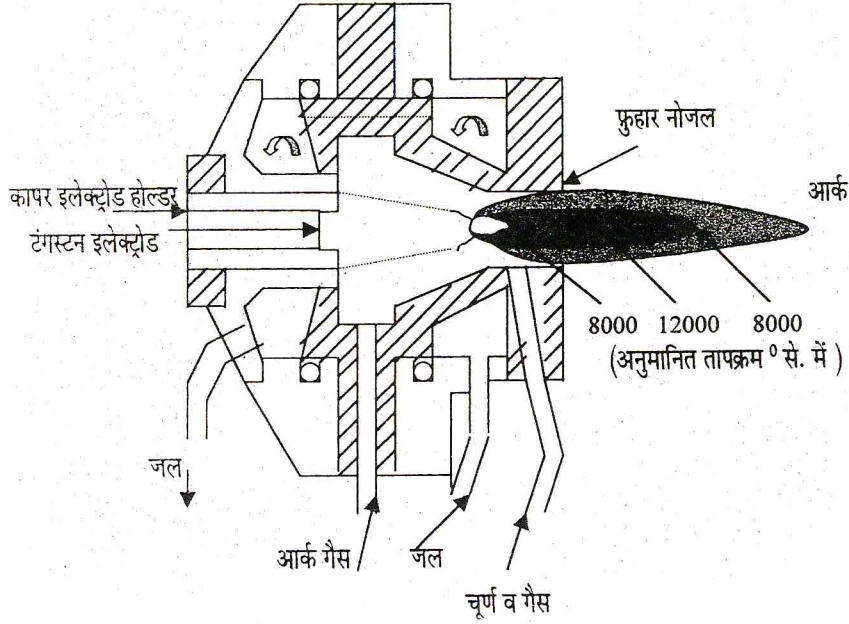 फुहार नोजल
कापर इलेक्ट्रोड होल्डर
आर्क
टंगस्टन इलेक्ट्रोड
8000 12000 8000
(अनुमानित तापक्रम ⁰ से. में )
जल
आर्क गैस
जल
चूर्ण व गैस